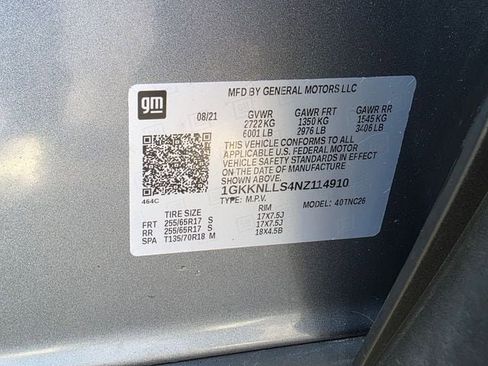 gm
MFD BY GENERAL MOTORS LLC
08/21 GVWR GAWR FRT GAWR RR
2722 KG 1350 KG 1545 KG
6001 LB 2976 LB 3406 LB
THIS VEHICLE CONFORMS TO ALL
APPLICABLE U.S. FEDERAL MOTOR
VEHICLE SAFETY STANDARDS IN EFFECT
ON THE DATE OF MANUFACTURE SHOWN ABOVE.
1GKKNLLS4NZ114910
464C TYPE: M.P.V. MODEL: 40TNC26
TIRE SIZE RIM
FRT 255/65R17 S 17X7.5J
RR 255/65R17 S 17X7.5J
SPA T135/70R18 M 18X4.5B